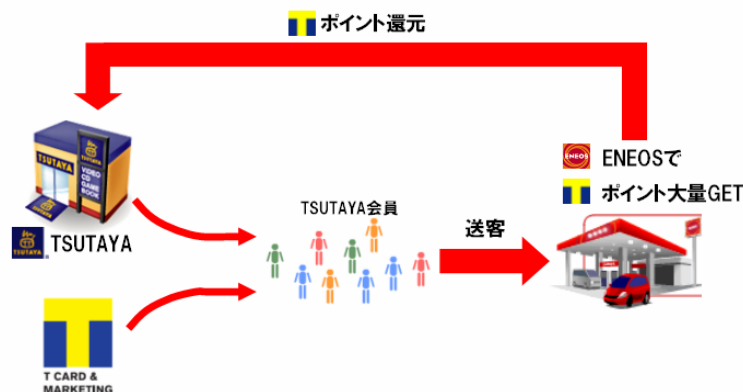 ポイント還元
TSUTAYA
VIDEO
CD
GAME
BOOK
TSUTAYA
TSUTAYA
TSUTAYA会員
送客
ENEOS
ENEOSで
ポイント大量GET
ENEOS
T
T CARD &
MARKETING